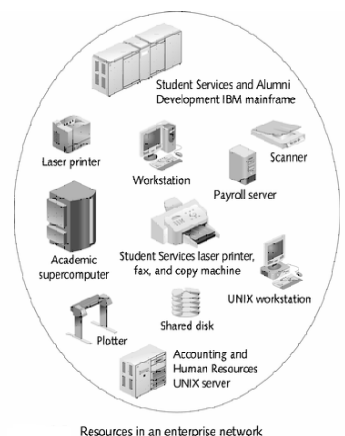 Student Services and Alumni
Development IBM mainframe
Laser printer
Workstation
Scanner
Payroll server
Academic
supercomputer
Student Services laser printer,
fax, and copy machine
UNIX workstation
Shared disk
Plotter
Accounting and
Human Resources
UNIX server
Resources in an enterprise network